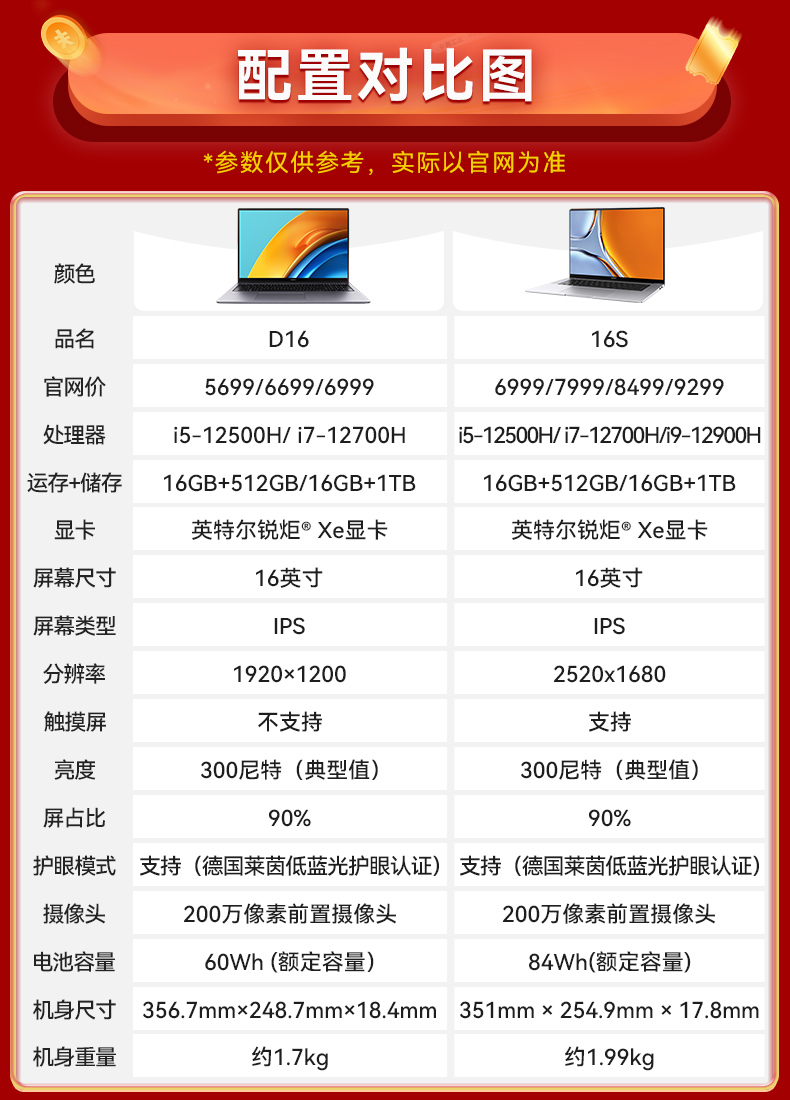 配置对比图
*参数仅供参考，实际以官网为准
颜色
品名 D16 16S
官网价 5699/6699/6999 6999/7999/8499/9299
处理器 i5-12500H/ i7-12700H i5-12500H/ i7-12700H/i9-12900H
运存+储存 16GB+512GB/16GB+1TB 16GB+512GB/16GB+1TB
显卡 英特尔锐炬® Xe显卡 英特尔锐炬® Xe显卡
屏幕尺寸 16英寸 16英寸
屏幕类型 IPS IPS
分辨率 1920×1200 2520x1680
触摸屏 不支持 支持
亮度 300尼特（典型值） 300尼特（典型值）
屏占比 90% 90%
护眼模式 支持（德国莱茵低蓝光护眼认证） 支持（德国莱茵低蓝光护眼认证）
摄像头 200万像素前置摄像头 200万像素前置摄像头
电池容量 60Wh (额定容量） 84Wh(额定容量)
机身尺寸 356.7mm×248.7mm×18.4mm 351mm × 254.9mm × 17.8mm
机身重量 约1.7kg 约1.99kg